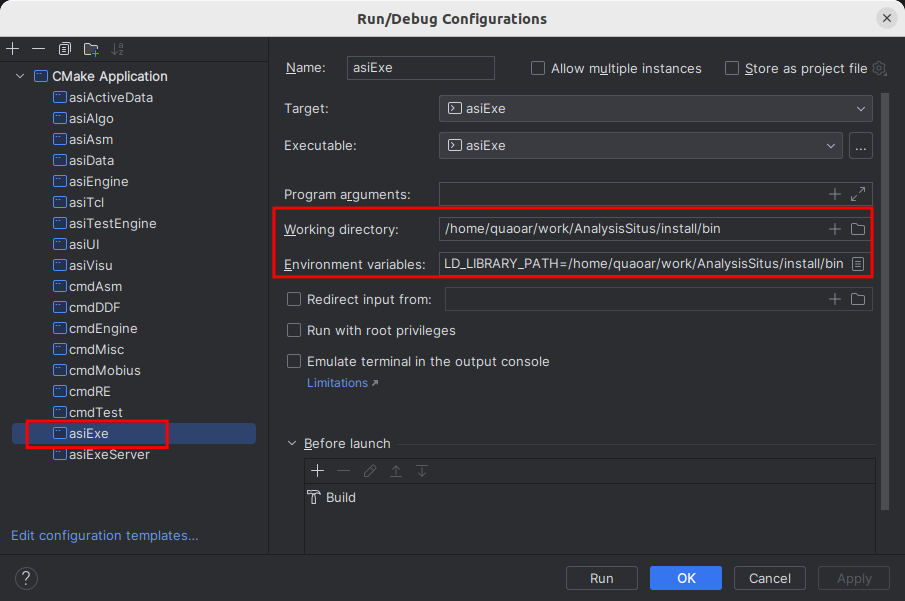 Run/Debug Configurations
CMake Application
asiActiveData
asiAlgo
asiAsm
asiData
asiEngine
asiTcl
asiTestEngine
asiUI
asiVisu
cmdAsm
cmdDDF
cmdEngine
cmdMisc
cmdMobius
cmdRE
cmdTest
asiExe
asiExeServer
Edit configuration templates...
Name: asiExe Allow multiple instances Store as project file
Target: asiExe
Executable: asiExe ...
Program arguments:
Working directory: /home/quaoar/work/AnalysisSitus/install/bin
Environment variables: LD_LIBRARY_PATH=/home/quaoar/work/AnalysisSitus/install/bin
Redirect input from:
Run with root privileges
Emulate terminal in the output console
Limitations
Before launch
Build
? Run OK Cancel Apply